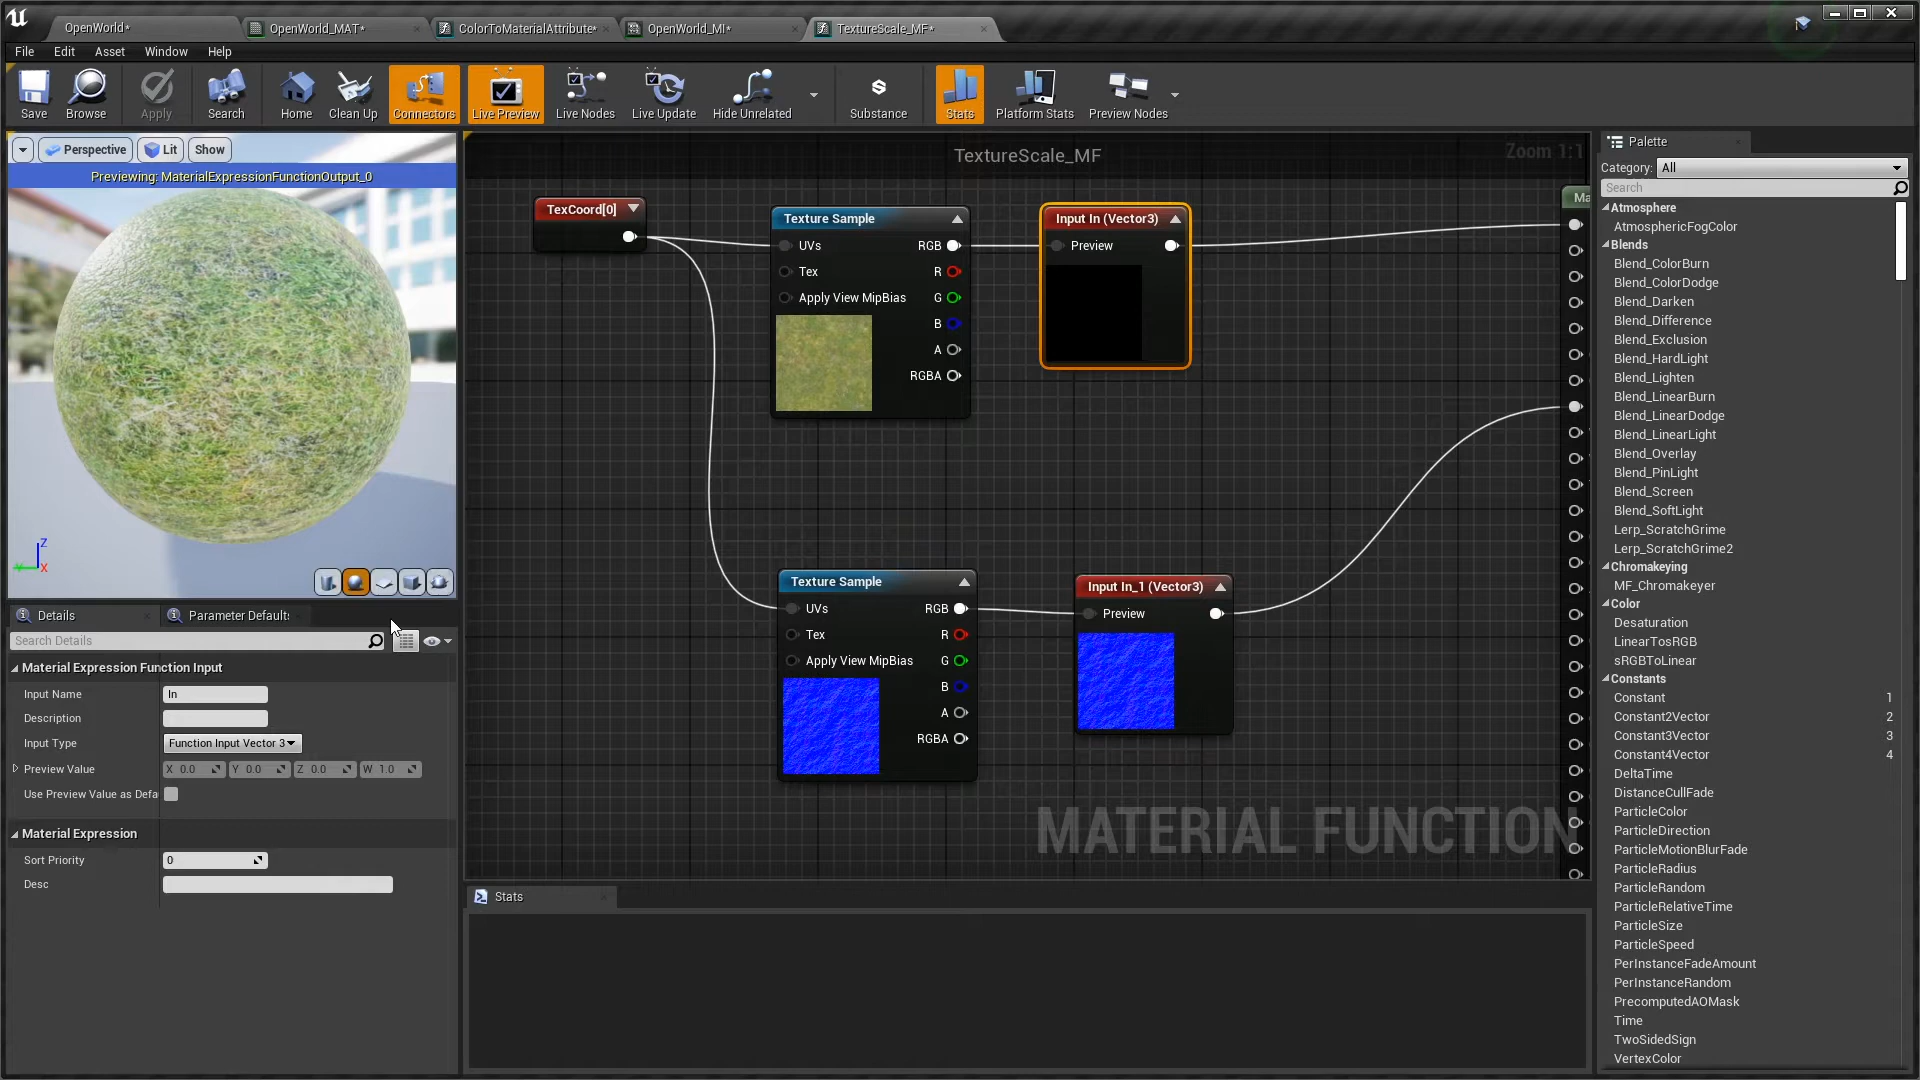 OpenWorld*
OpenWorld_MAT*
ColorToMaterialAttribute*
OpenWorld_MI*
TextureScale_MF*
File Edit Asset Window Help
Save
Browse
Apply
Search
Home
Clean Up
Connectors
Live Preview
Live Nodes
Live Update
Hide Unrelated
Substance
Stats
Platform Stats
Preview Nodes
Perspective
Lit
Show
Previewing: MaterialExpressionFunctionOutput_0
Z
X
Details
Parameter Defaults
Search Details
Material Expression Function Input
Input Name In
Description
Input Type Function Input Vector 3
Preview Value X 0.0 Y 0.0 Z 0.0 W 1.0
Use Preview Value as Defa
Material Expression
Sort Priority 0
Desc
TextureScale_MF
Zoom 1:1
TexCoord[0]
Texture Sample
UVs RGB
Tex R
Apply View MipBias G
B
A
RGBA
Input In (Vector3)
Preview
Texture Sample
UVs RGB
Tex R
Apply View MipBias G
B
A
RGBA
Input In_1 (Vector3)
Preview
Ma
MATERIAL FUNCTION
Stats
Palette
Category: All
Search
Atmosphere
AtmosphericFogColor
Blends
Blend_ColorBurn
Blend_ColorDodge
Blend_Darken
Blend_Difference
Blend_Exclusion
Blend_HardLight
Blend_Lighten
Blend_LinearBurn
Blend_LinearDodge
Blend_LinearLight
Blend_Overlay
Blend_PinLight
Blend_Screen
Blend_SoftLight
Lerp_ScratchGrime
Lerp_ScratchGrime2
Chromakeying
MF_Chromakeyer
Color
Desaturation
LinearTosRGB
sRGBToLinear
Constants
Constant 1
Constant2Vector 2
Constant3Vector 3
Constant4Vector 4
DeltaTime
DistanceCullFade
ParticleColor
ParticleDirection
ParticleMotionBlurFade
ParticleRadius
ParticleRandom
ParticleRelativeTime
ParticleSize
ParticleSpeed
PerInstanceFadeAmount
PerInstanceRandom
PrecomputedAOMask
Time
TwoSidedSign
VertexColor